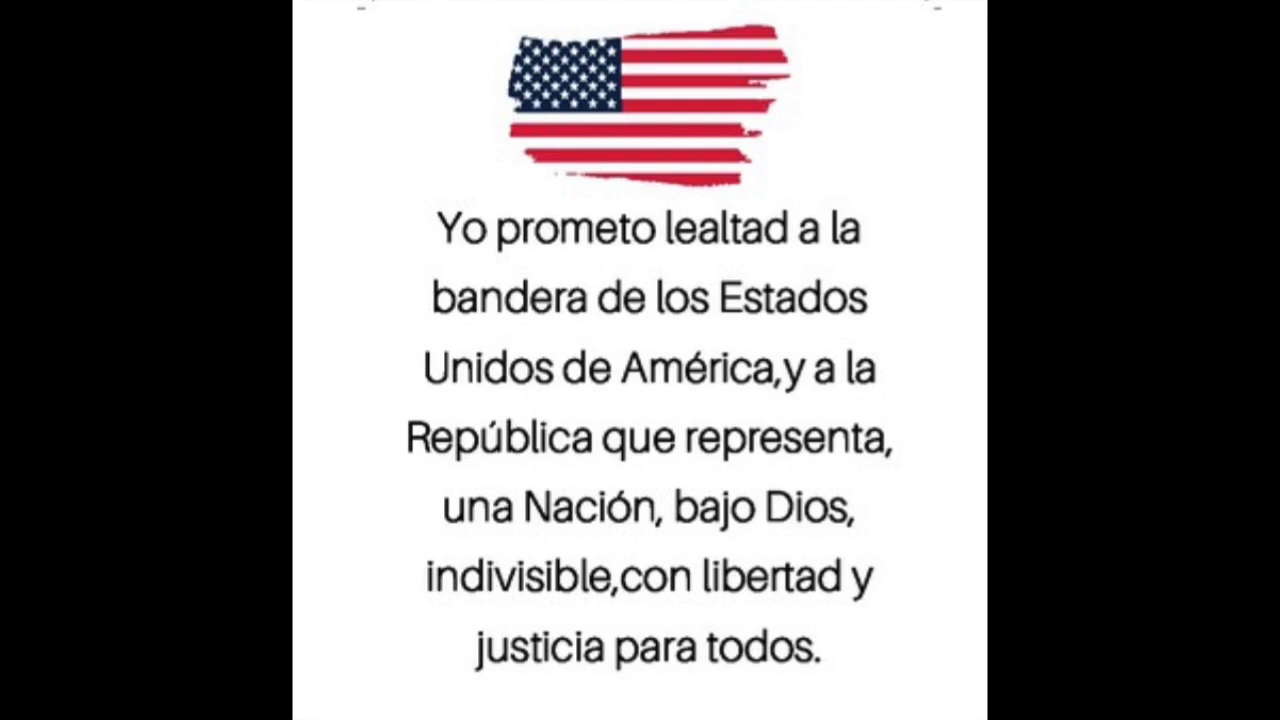 Yo prometo lealtad a la
bandera de los Estados
Unidos de América,y a la
República que representa,
una Nación, bajo Dios,
indivisible,con libertad y
justicia para todos.